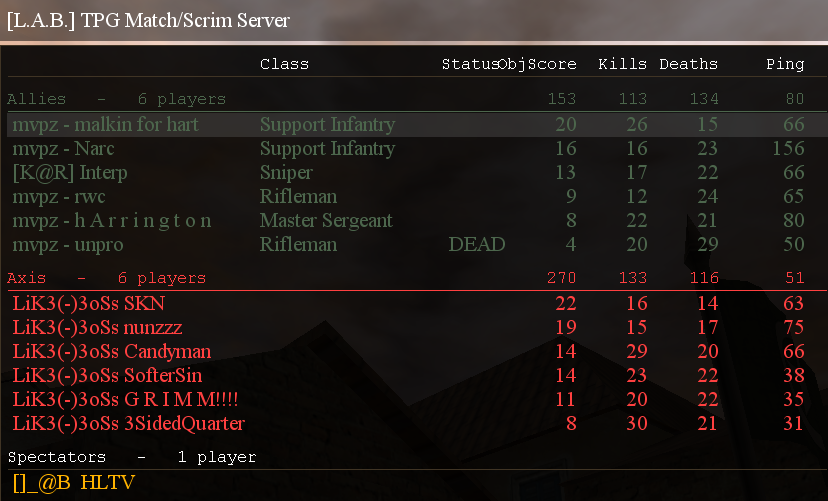 [L.A.B.] TPG Match/Scrim Server
Class Status ObjScore Kills Deaths Ping
Allies - 6 players 153 113 134 80
mvpz - malkin for hart Support Infantry 20 26 15 66
mvpz - Narc Support Infantry 16 16 23 156
[K@R] Interp Sniper 13 17 22 66
mvpz - rwc Rifleman 9 12 24 65
mvpz - h A r r i n g t o n Master Sergeant 8 22 21 80
mvpz - unpro Rifleman DEAD 4 20 29 50
Axis - 6 players 270 133 116 51
LiK3(-)3oSs SKN 22 16 14 63
LiK3(-)3oSs nunzzz 19 15 17 75
LiK3(-)3oSs Candyman 14 29 20 66
LiK3(-)3oSs SofterSin 14 23 22 38
LiK3(-)3oSs G R I M M!!!! 11 20 22 35
LiK3(-)3oSs 3SidedQuarter 8 30 21 31
Spectators - 1 player
[]_@B HLTV